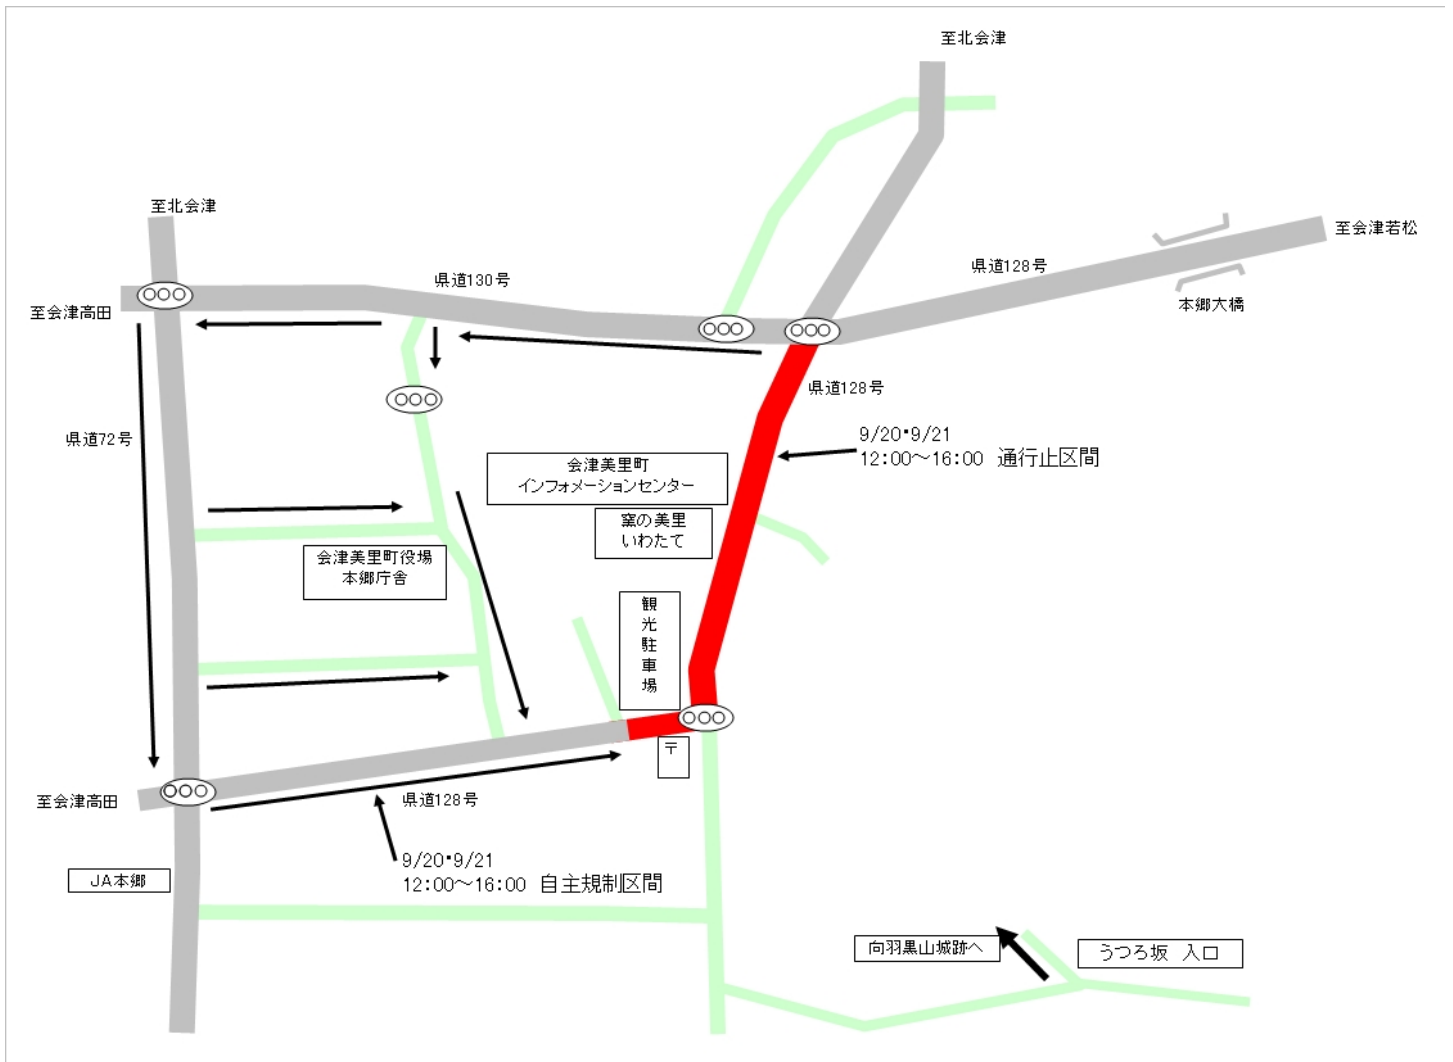 至北会津
至北会津
至会津若松
県道128号
県道130号
本郷大橋
至会津高田
県道128号
県道72号
9/20・9/21
12:00～16:00 通行止区間
会津美里町
インフォメーションセンター
窯の美里
いわたて
会津美里町役場
本郷庁舎
観光駐車場
〒
至会津高田
県道128号
9/20・9/21
12:00～16:00 自主規制区間
JA本郷
向羽黒山城跡へ
うつろ坂 入口